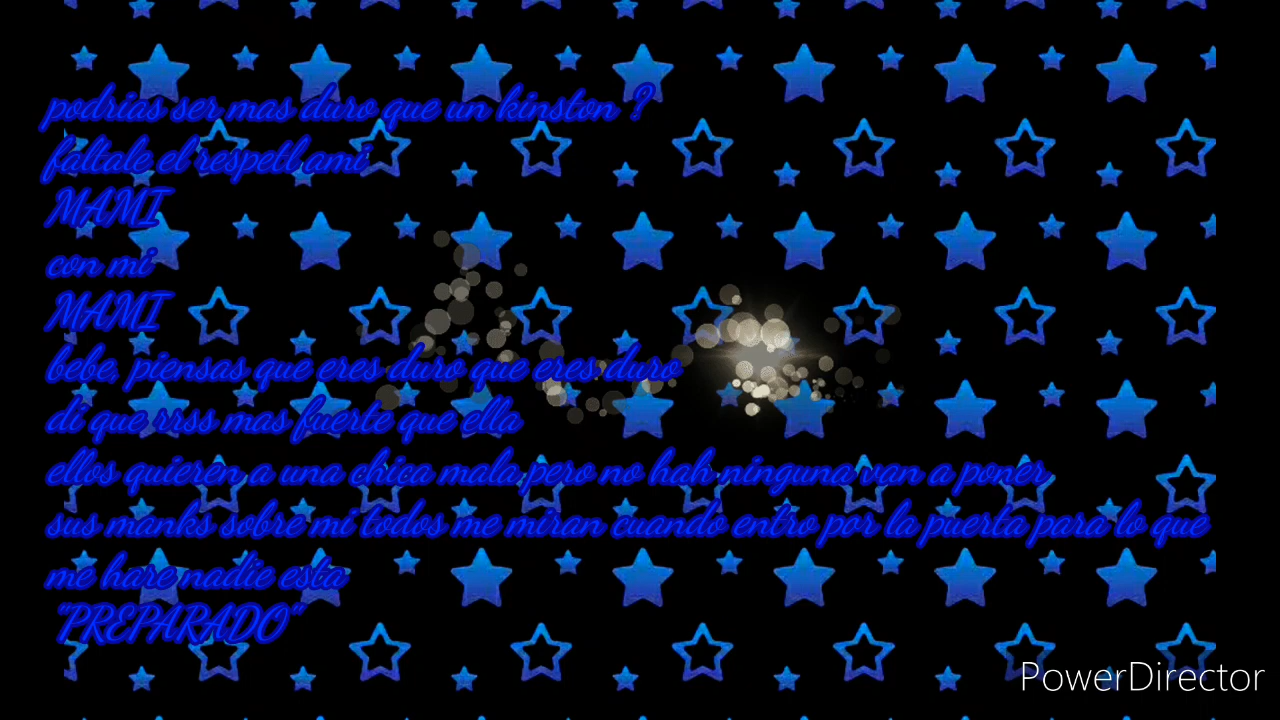 podrias ser mas duro que un kinston ?
faltale el respetl ami
MAMI
con mi
MAMI
bebe, piensas que eres duro que eres duro
di que rrss mas fuerte que ella
ellos quieren a una chica mala,pero no hah ninguna van a poner
sus manks sobre mi todos me miran cuando entro por la puerta para lo que
me hare nadie esta
"PREPARADO"
PowerDirector